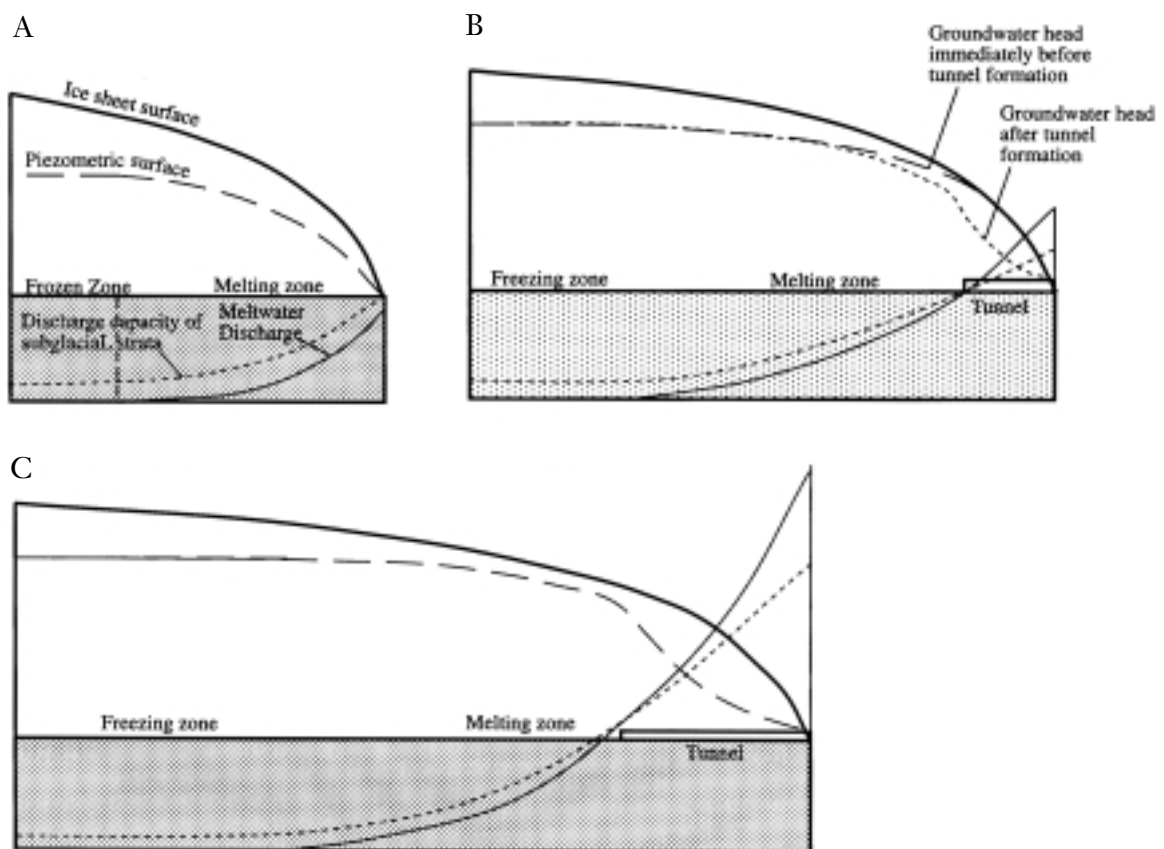 A
Ice sheet surface
Piezometric surface
Frozen Zone
Melting zone
Discharge capacity of
subglacial strata
Meltwater
Discharge
B
Groundwater head
immediately before
tunnel formation
Groundwater head
after tunnel
formation
Freezing zone
Melting zone
Tunnel
C
Freezing zone
Melting zone
Tunnel